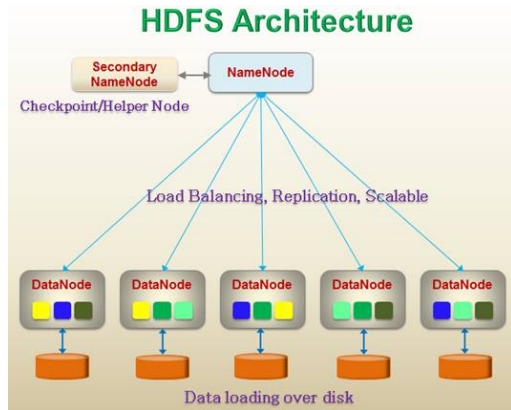 HDFS Architecture
Secondary
NameNode
NameNode
Checkpoint/Helper Node
Load Balancing, Replication, Scalable
DataNode
DataNode
DataNode
DataNode
DataNode
Data loading over disk